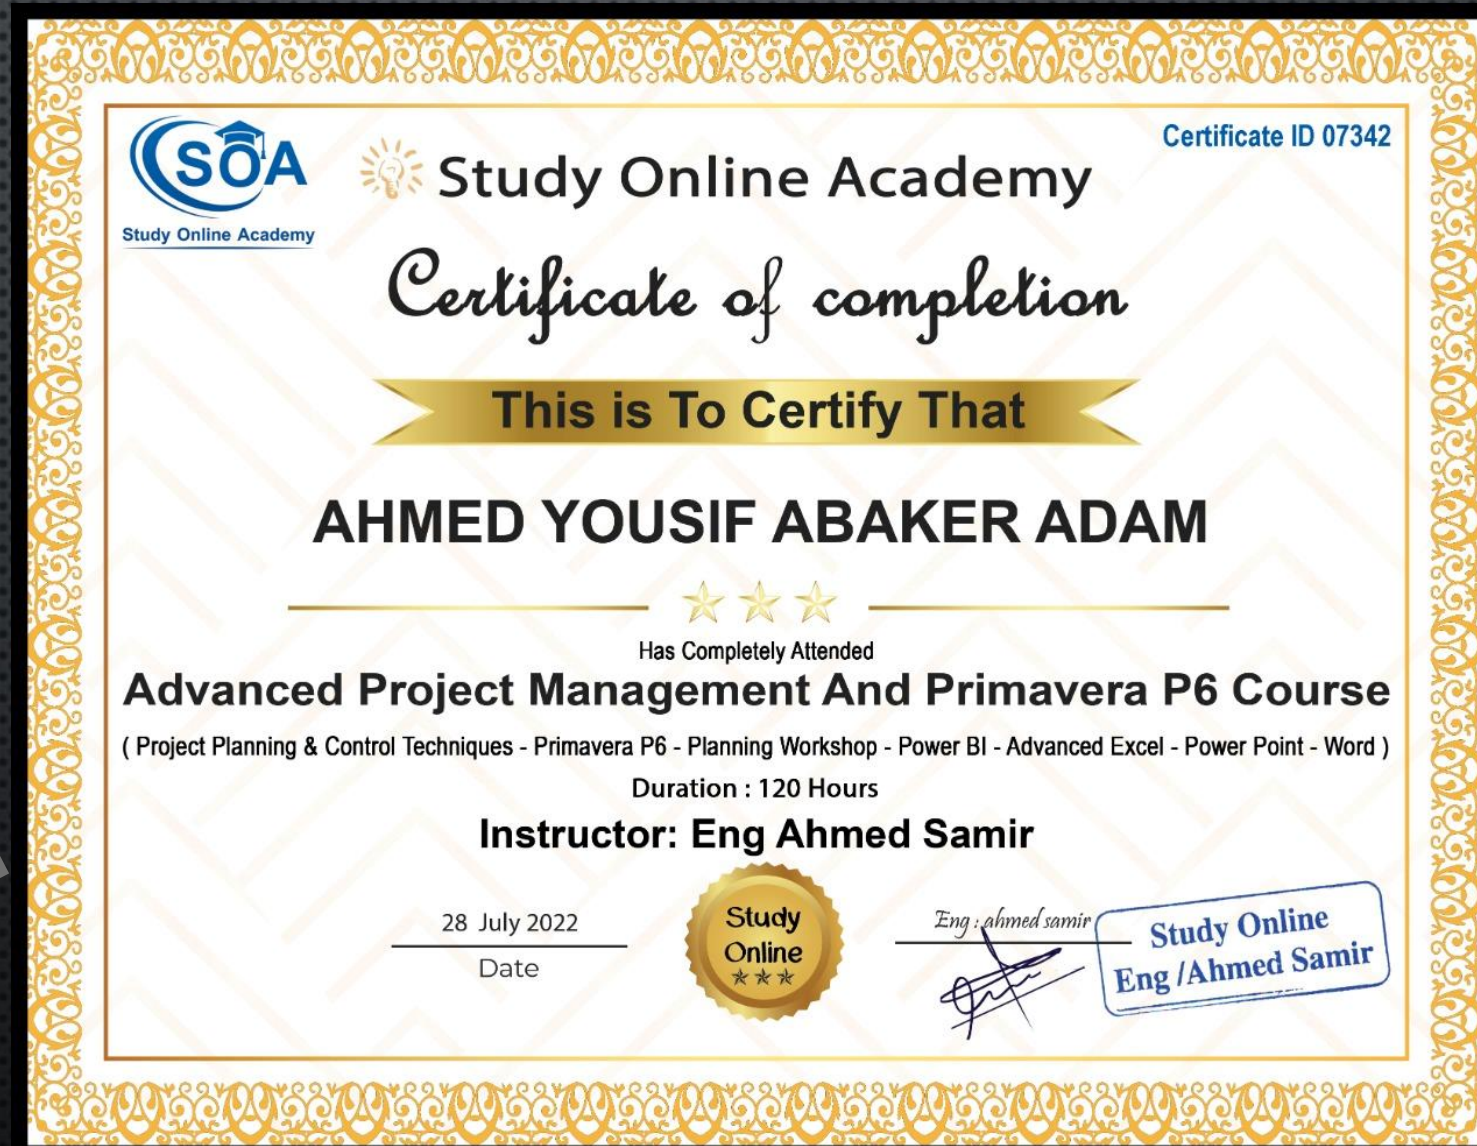 Certificate ID 07342
SOA
Study Online Academy
Study Online Academy
Certificate of completion
This is To Certify That
AHMED YOUSIF ABAKER ADAM
Has Completely Attended
Advanced Project Management And Primavera P6 Course
( Project Planning & Control Techniques - Primavera P6 - Planning Workshop - Power BI - Advanced Excel - Power Point - Word )
Duration : 120 Hours
Instructor: Eng Ahmed Samir
28 July 2022
Date
Study
Online
Eng : ahmed samir
Study Online
Eng /Ahmed Samir